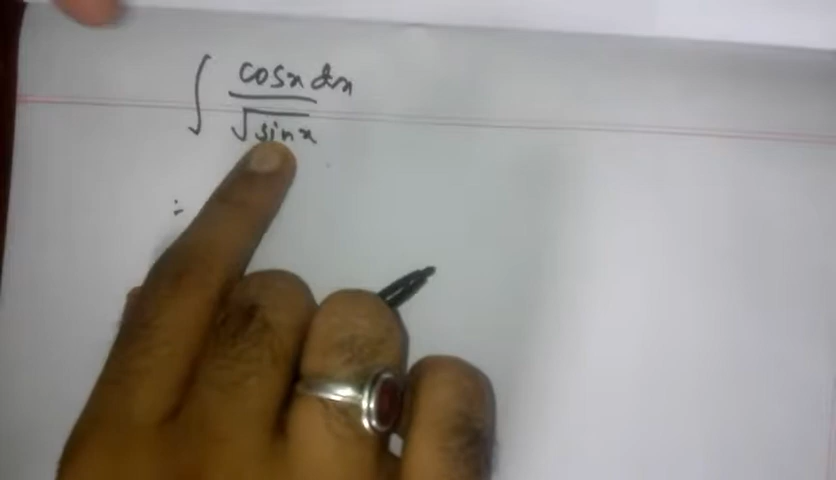 ∫ cosx dx
√sinx
=